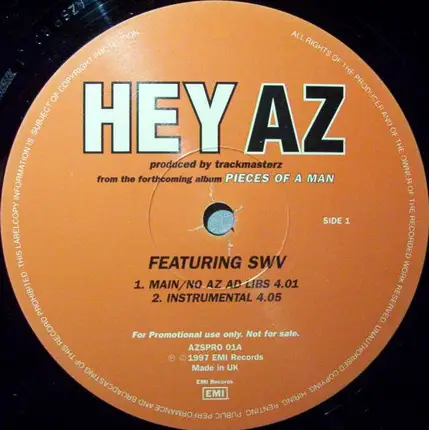 HEY AZ
produced by trackmasterz
from the forthcoming album PIECES OF A MAN
SIDE 1
FEATURING SWV
1. MAIN/NO AZ AD LIBS 4.01
2. INSTRUMENTAL 4.05
For Promotional use only. Not for sale.
AZSPRO 01A
℗ © 1997 EMI Records
Made in UK
EMI Records
EMI
ALL RIGHTS OF THE PRODUCER AND OF THE OWNER OF THE RECORDED WORK RESERVED. UNAUTHORISED COPYING, HIRING, RENTING, PUBLIC PERFORMANCE AND BROADCASTING OF THIS RECORD PROHIBITED. THIS LABELCOPY INFORMATION IS SUBJECT OF COPYRIGHT PROTECTION